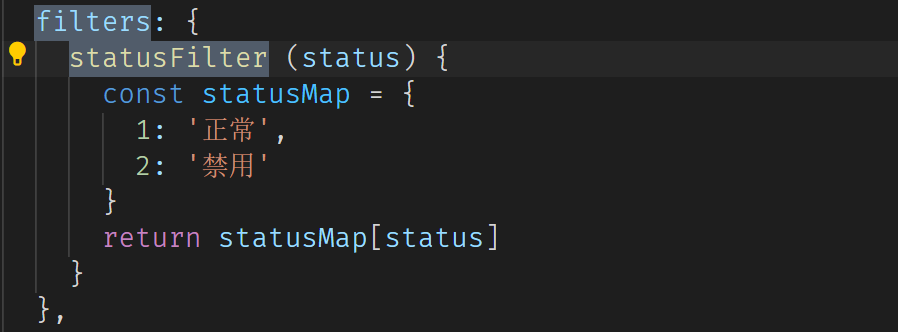 filters: {
statusFilter (status) {
const statusMap = {
1: '正常',
2: '禁用'
}
return statusMap[status]
}
},